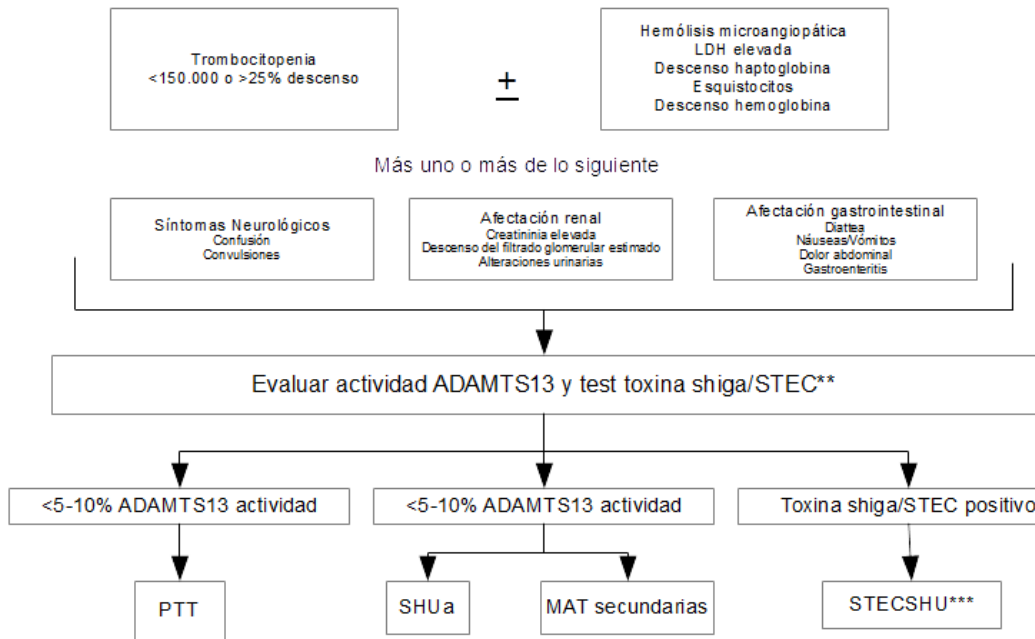 Trombocitopenia
<150.000 o >25% descenso
±
Hemólisis microangiopática
LDH elevada
Descenso haptoglobina
Esquistocitos
Descenso hemoglobina
Más uno o más de lo siguiente
Síntomas Neurológicos
Confusión
Convulsiones
Afectación renal
Creatininia elevada
Descenso del filtrado glomerular estimado
Alteraciones urinarias
Afectación gastrointestinal
Diattea
Náuseas/Vómitos
Dolor abdominal
Gastroenteritis
Evaluar actividad ADAMTS13 y test toxina shiga/STEC**
<5-10% ADAMTS13 actividad
<5-10% ADAMTS13 actividad
Toxina shiga/STEC positivo
PTT
SHUa
MAT secundarias
STECSHU***